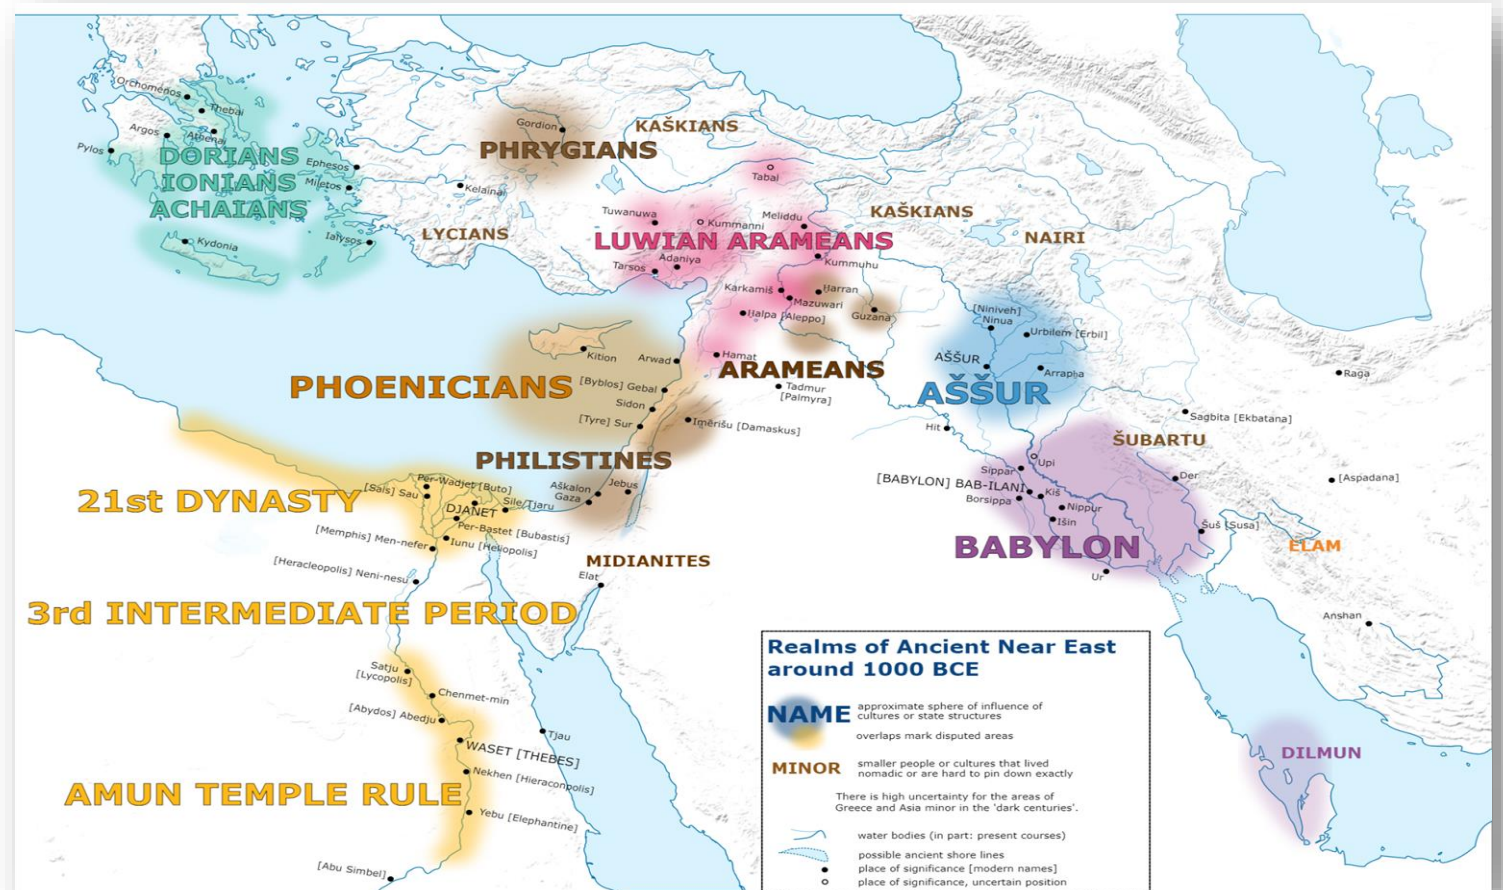 Orchomenos
Thebai
Argos
Athenai
Pylos
DORIANS
IONIANS
ACHAIANS
Ephesos
Miletos
Kelainai
Kydonia
Ialysos
Gordion
PHRYGIANS
KAŠKIANS
Tabal
Tuwanuwa
Kummanni
Meliddu
KAŠKIANS
LYCIANS
LUWIAN ARAMEANS
NAIRI
Tarsos
Adaniya
Kummuhu
Karkamiš
Mazuwari
Harran
Guzana
Halpa [Aleppo]
[Niniveh]
Ninua
Urbilem [Erbil]
AŠŠUR
Arrapha
AŠŠUR
Kition
Arwad
Hamat
ARAMEANS
PHOENICIANS
[Byblos] Gebal
Tadmur
[Palmyra]
Sidon
[Tyre] Sur
Imērišu [Damaskus]
Raga
Hit
Sagbita [Ekbatana]
ŠUBARTU
PHILISTINES
Upi
Sippar
Der
[Aspadana]
Aškalon
Gaza
Jebus
[BABYLON] BAB-ILANI
Kiš
Borsippa
Nippur
Išin
Šuš [Susa]
21st DYNASTY
Per-Wadjet [Buto]
[Sais] Sau
Sile/Tjaru
DJANET
Per-Bastet [Bubastis]
[Memphis] Men-nefer
Iunu [Heliopolis]
BABYLON
ELAM
[Heracleopolis] Neni-nesu
MIDIANITES
Elat
Ur
3rd INTERMEDIATE PERIOD
Anshan
Satju
[Lycopolis]
Chenmet-min
[Abydos] Abedju
Tjau
WASET [THEBES]
Nekhen [Hieraconpolis]
AMUN TEMPLE RULE
Yebu [Elephantine]
[Abu Simbel]
DILMUN
Realms of Ancient Near East
around 1000 BCE
NAME
approximate sphere of influence of
cultures or state structures
overlaps mark disputed areas
MINOR
smaller people or cultures that lived
nomadic or are hard to pin down exactly
There is high uncertainty for the areas of
Greece and Asia minor in the 'dark centuries'.
water bodies (in part: present courses)
possible ancient shore lines
place of significance [modern names]
place of significance, uncertain position